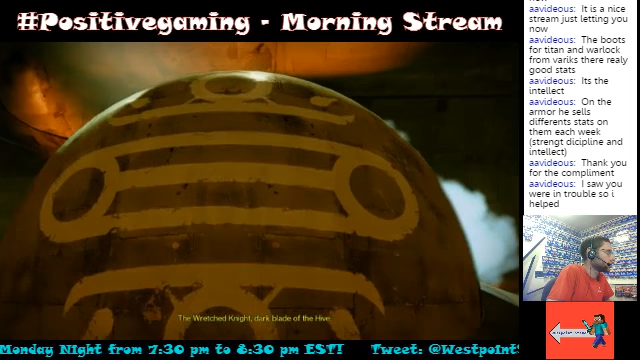 #Positivegaming - Morning Stream
aavideous: It is a nice
stream just letting you
now
aavideous: The boots
for titan and warlock
from variks there realy
good stats
aavideous: Its the
intellect
aavideous: On the
armor he sells
differents stats on
them each week
(strengt dicipline and
intellect)
aavideous: Thank you
for the compliment
aavideous: I saw you
were in trouble so i
helped
The Wretched Knight, dark blade of the Hive
Monday Night from 7:30 pm to 8:30 pm EST! Tweet: @Westpoint